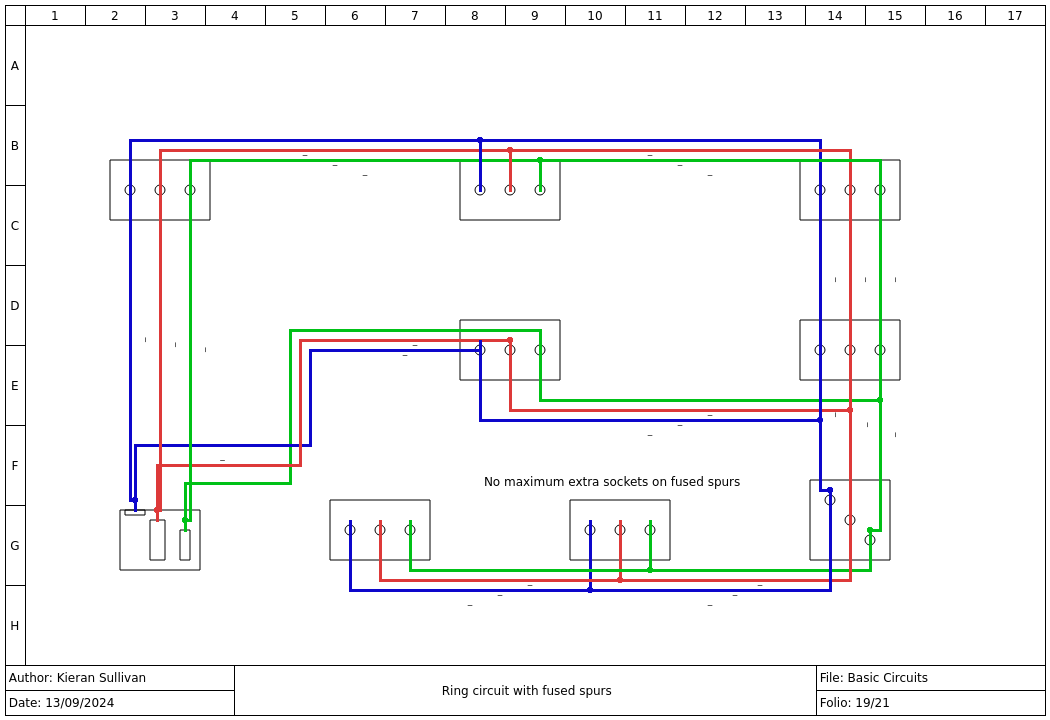 1 2 3 4 5 6 7 8 9 10 11 12 13 14 15 16 17
A
B
C
D
E
F
No maximum extra sockets on fused spurs
G
H
Author: Kieran Sullivan
Date: 13/09/2024
Ring circuit with fused spurs
File: Basic Circuits
Folio: 19/21